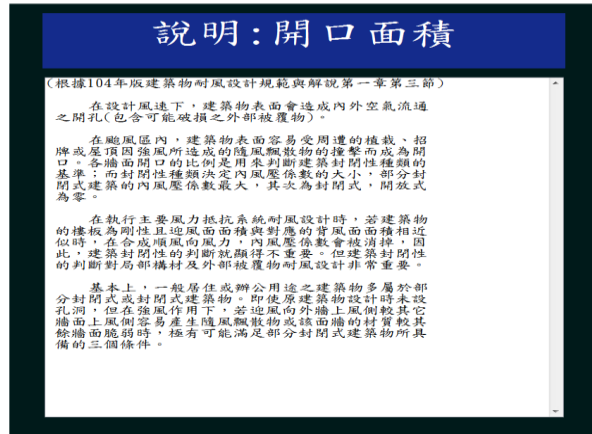 說明:開口面積
(根據104年版建築物耐風設計規範與解說第一章第三節)
在設計風速下，建築物表面會造成內外空氣流通
之開孔(包含可能破損之外部被覆物)。
在颱風區內，建築物表面容易受周遭的植栽、招
牌或屋頂因強風所造成的隨風飄散物的撞擊而成為開
口。各牆面開口的比例是用來判斷建築封閉性種類的
基準；而封閉性種類決定內風壓係數的大小，部分封
閉式建築的內風壓係數最大，其次為封閉式，開放式
為零。
在執行主要風力抵抗系統耐風設計時，若建築物
的樓板為剛性且迎風面面積與對應的背風面面積相近
似時，在合成順風向風力，內風壓係數會被消掉，因
此，建築封閉性的判斷就顯得不重要。但建築封閉性
的判斷對局部構材及外部被覆物耐風設計非常重要。
基本上，一般居住或辦公用途之建築物多屬於部
分封閉式或封閉式建築物。即使原建築物設計時未設
孔洞，但在強風作用下，若迎風向外牆上風側較其它
牆面上風側容易產生隨風飄散物或該面牆的材質較其
餘牆面脆弱時，極有可能滿足部分封閉式建築物所具
備的三個條件。